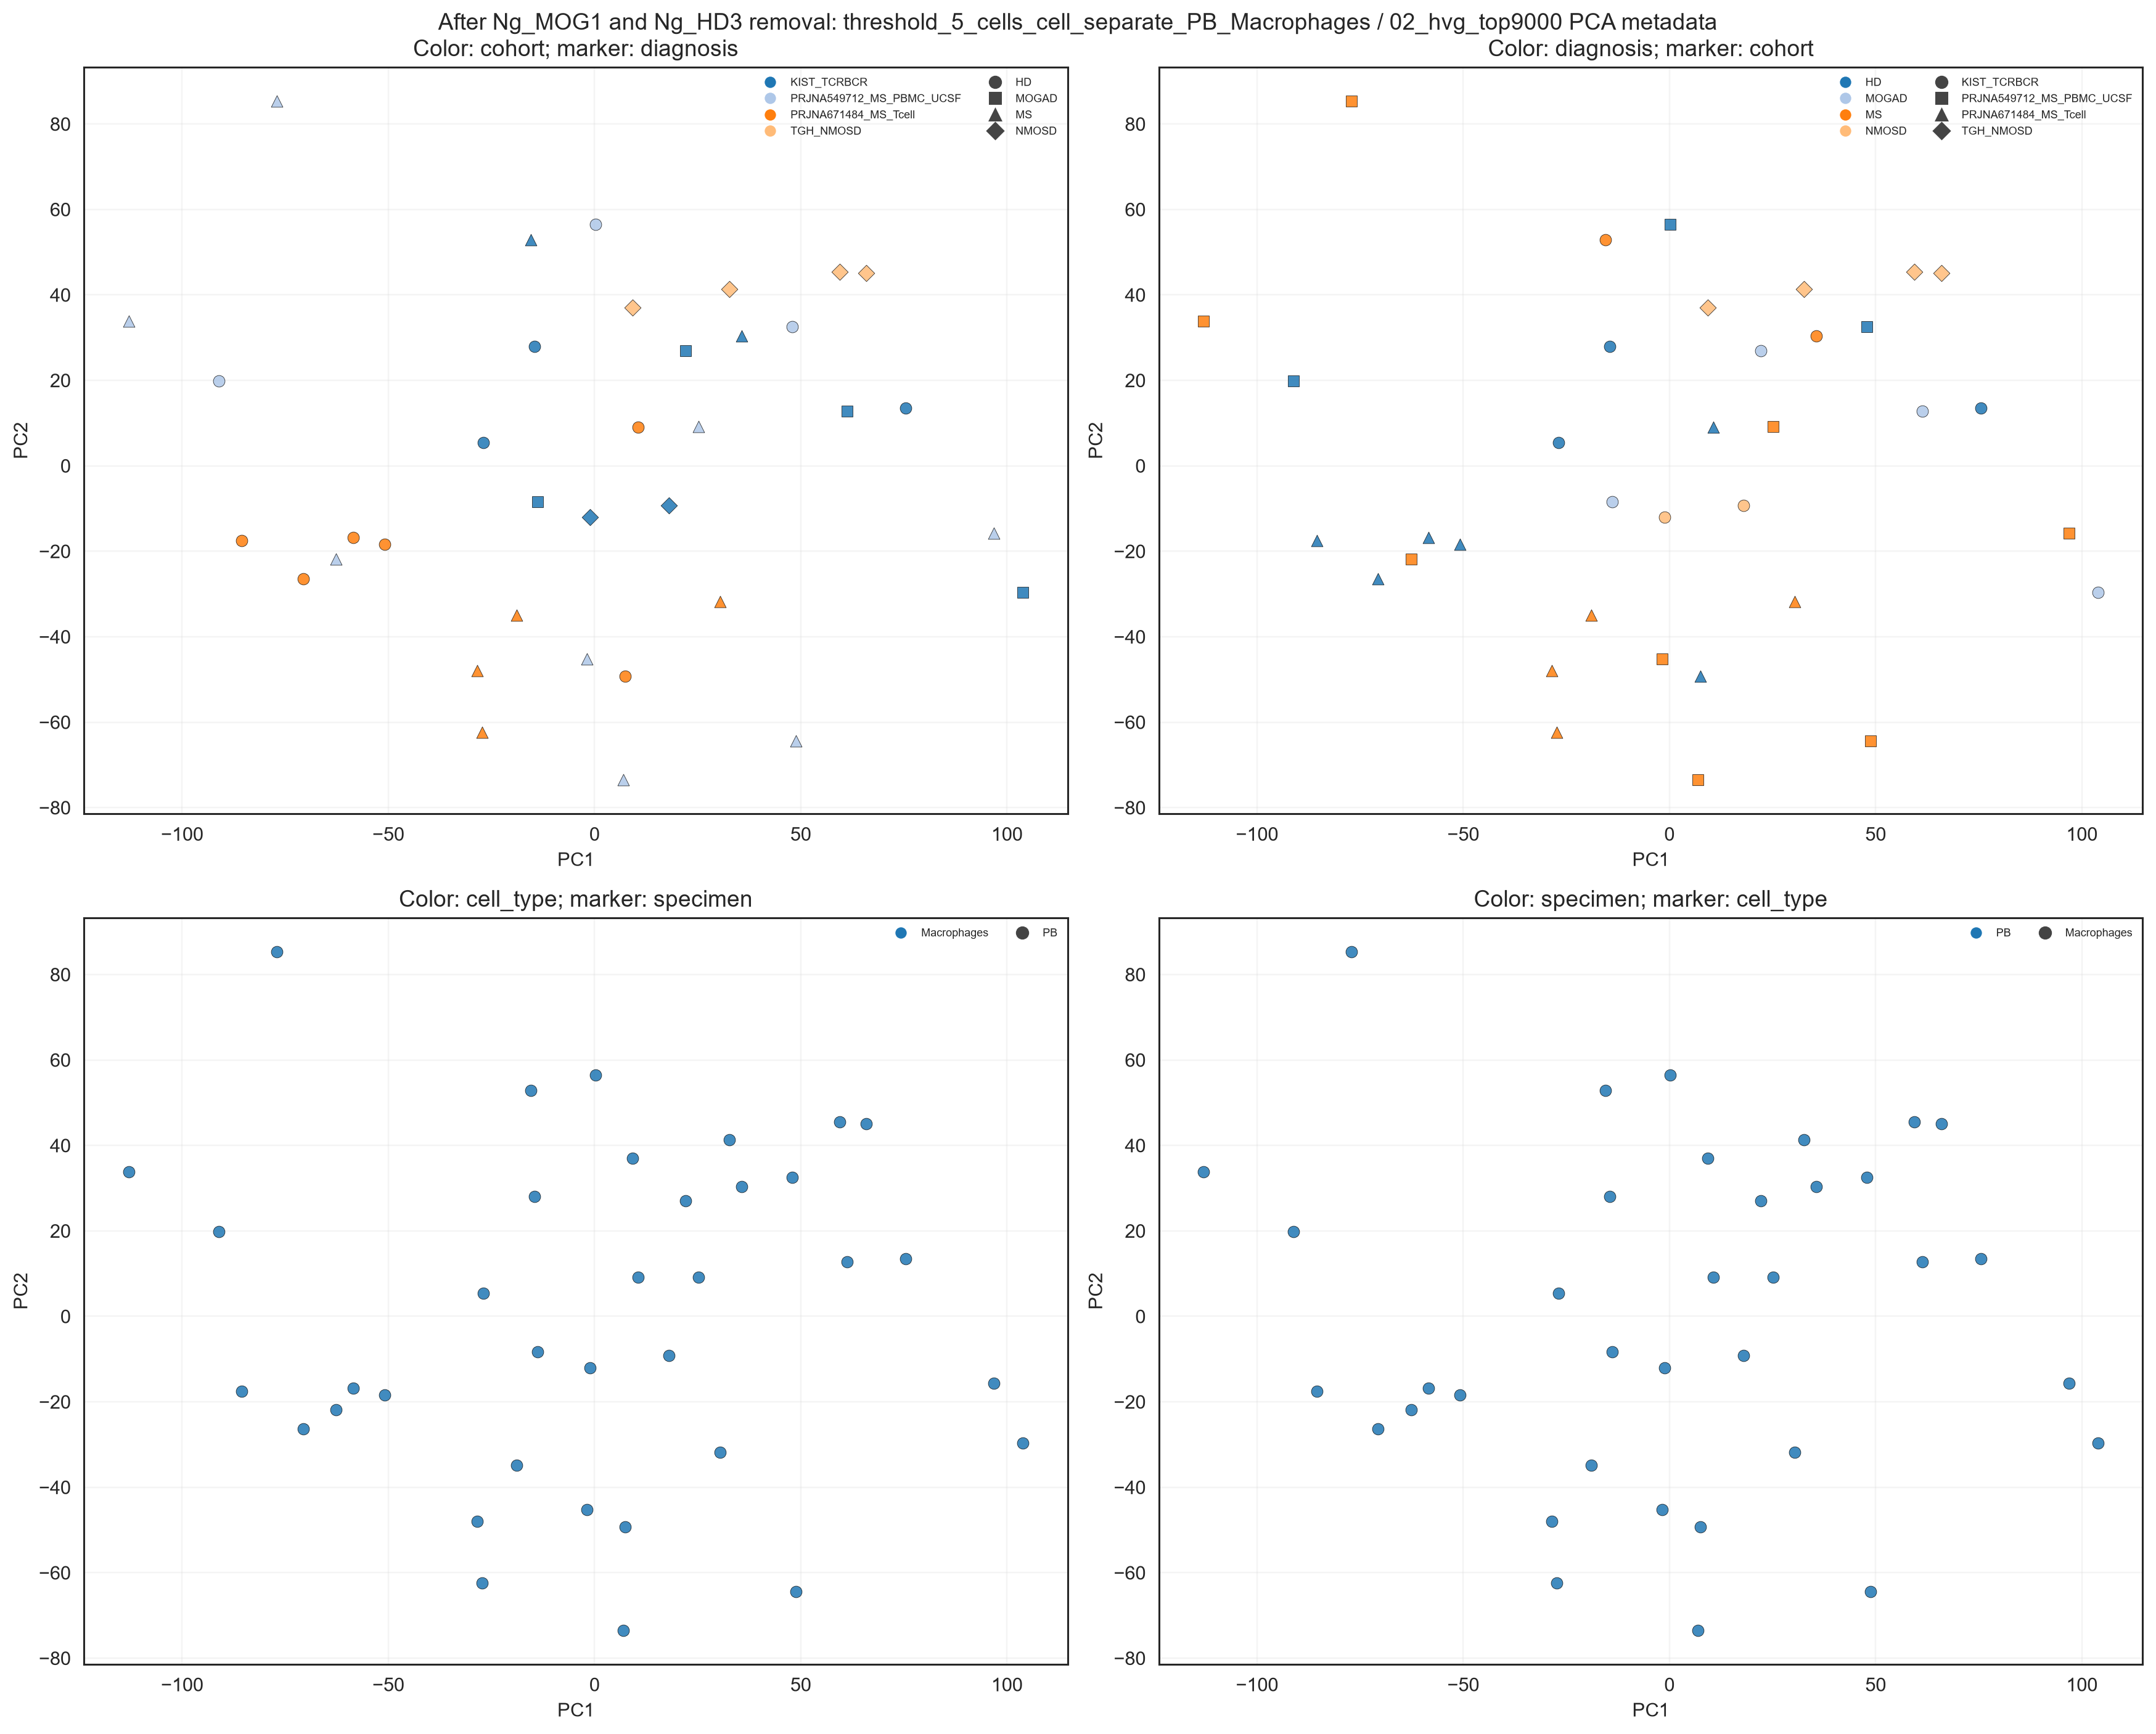 After Ng_MOG1 and Ng_HD3 removal: threshold_5_cells_cell_separate_PB_Macrophages / 02_hvg_top9000 PCA metadata
Color: cohort; marker: diagnosis
KIST_TCRBCR
PRJNA549712_MS_PBMC_UCSF
PRJNA671484_MS_Tcell
TGH_NMOSD
HD
MOGAD
MS
NMOSD
80
60
40
20
0
−20
−40
−60
−80
PC2
−100
−50
0
50
100
PC1
Color: diagnosis; marker: cohort
HD
MOGAD
MS
NMOSD
KIST_TCRBCR
PRJNA549712_MS_PBMC_UCSF
PRJNA671484_MS_Tcell
TGH_NMOSD
80
60
40
20
0
−20
−40
−60
−80
PC2
−100
−50
0
50
100
PC1
Color: cell_type; marker: specimen
Macrophages
PB
80
60
40
20
0
−20
−40
−60
−80
PC2
−100
−50
0
50
100
PC1
Color: specimen; marker: cell_type
PB
Macrophages
80
60
40
20
0
−20
−40
−60
−80
PC2
−100
−50
0
50
100
PC1